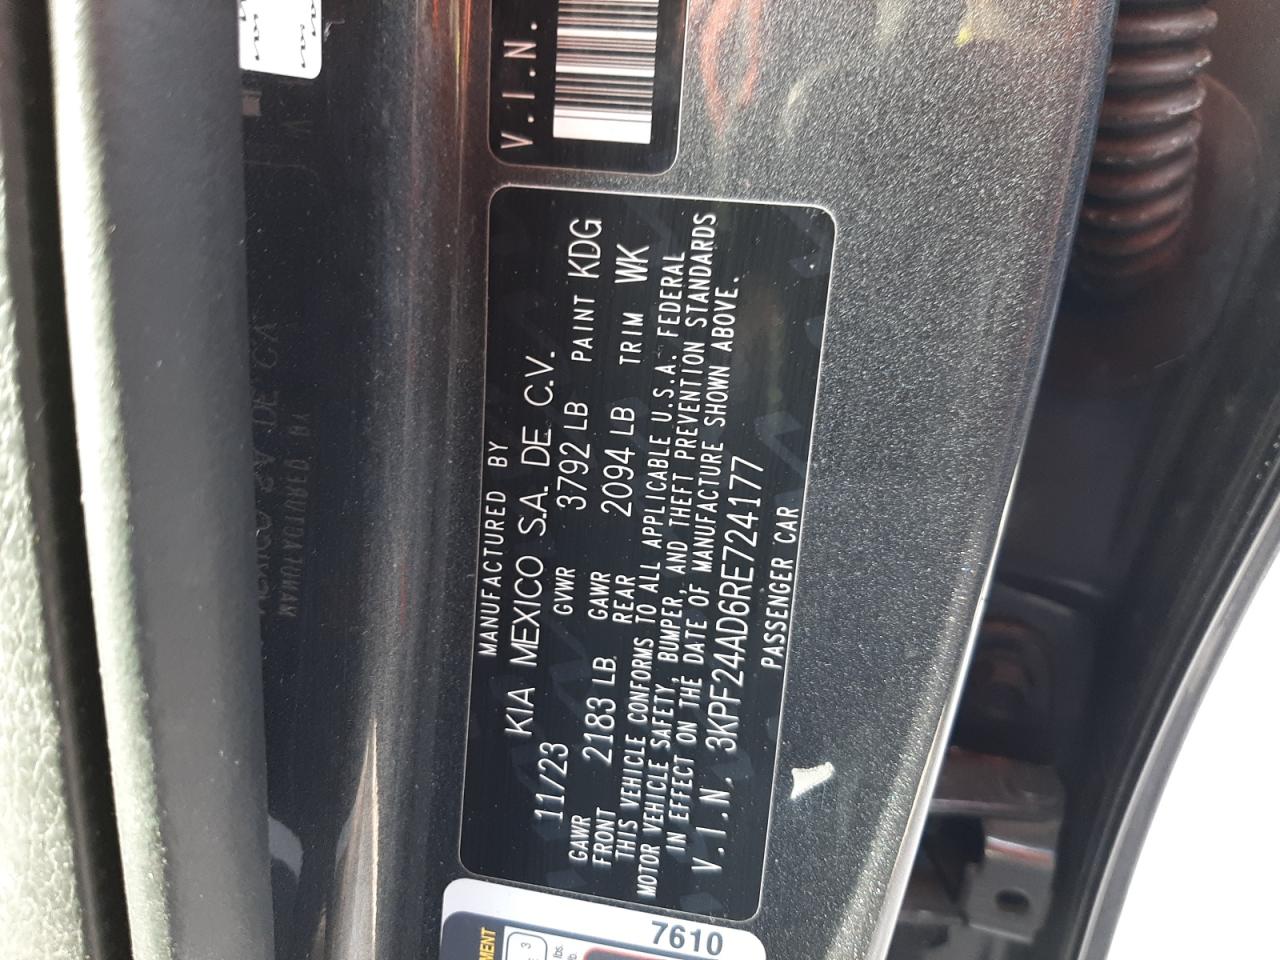 V.I.N.
MANUFACTURED BY
KIA MEXICO S.A. DE C.V.
11/23 GVWR 3792 LB PAINT KDG
GAWR FRONT 2183 LB GAWR REAR 2094 LB TRIM WK
THIS VEHICLE CONFORMS TO ALL APPLICABLE U.S.A. FEDERAL
MOTOR VEHICLE SAFETY, BUMPER, AND THEFT PREVENTION STANDARDS
IN EFFECT ON THE DATE OF MANUFACTURE SHOWN ABOVE.
V.I.N. 3KPF24AD6RE724177
PASSENGER CAR
7610
3
lbs.